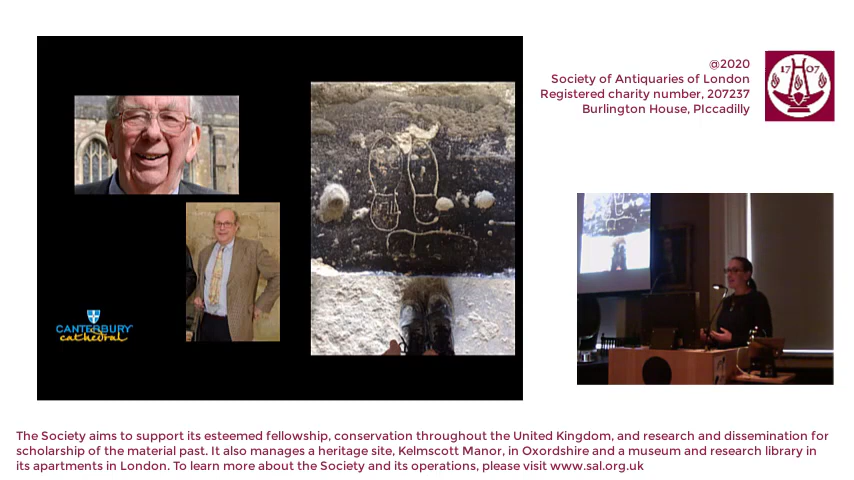 @2020
Society of Antiquaries of London
Registered charity number, 207237
Burlington House, PIccadilly
17 07
CANTERBURY
cathedral
The Society aims to support its esteemed fellowship, conservation throughout the United Kingdom, and research and dissemination for
scholarship of the material past. It also manages a heritage site, Kelmscott Manor, in Oxordshire and a museum and research library in
its apartments in London. To learn more about the Society and its operations, please visit www.sal.org.uk